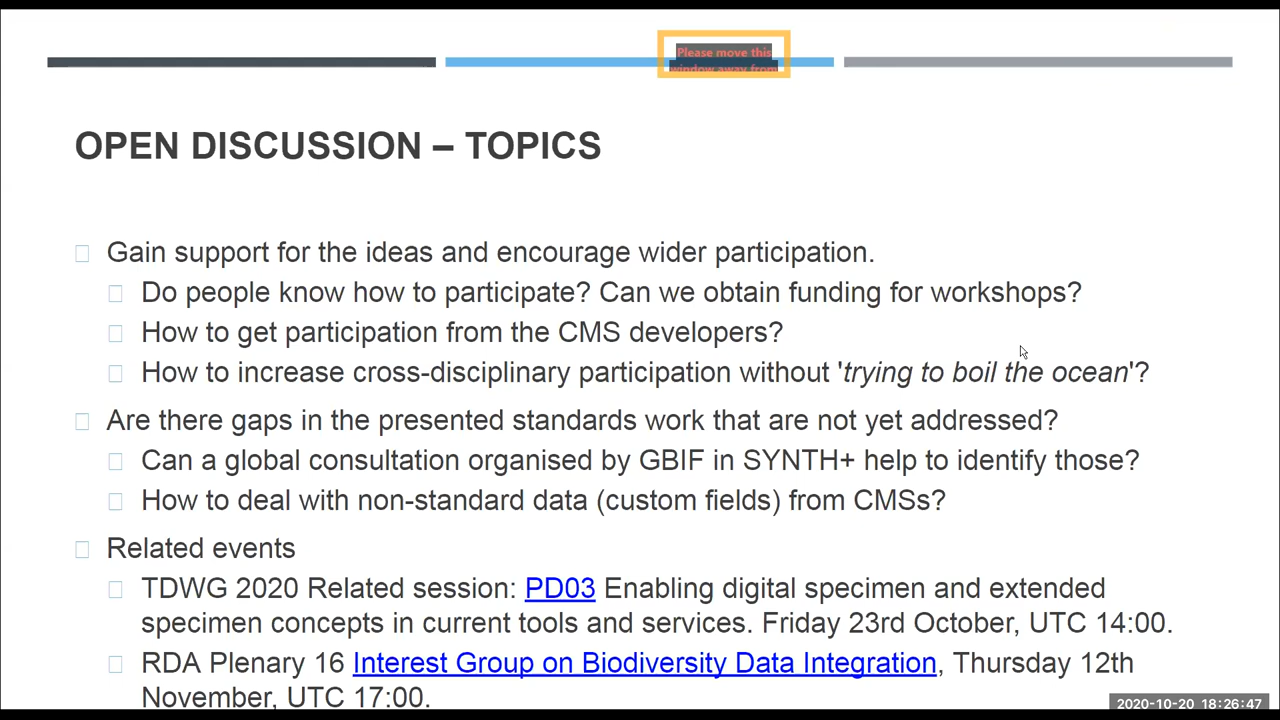 Please move this
window away from
OPEN DISCUSSION – TOPICS
Gain support for the ideas and encourage wider participation.
Do people know how to participate? Can we obtain funding for workshops?
How to get participation from the CMS developers?
How to increase cross-disciplinary participation without 'trying to boil the ocean'?
Are there gaps in the presented standards work that are not yet addressed?
Can a global consultation organised by GBIF in SYNTH+ help to identify those?
How to deal with non-standard data (custom fields) from CMSs?
Related events
TDWG 2020 Related session: PD03 Enabling digital specimen and extended
specimen concepts in current tools and services. Friday 23rd October, UTC 14:00.
RDA Plenary 16 Interest Group on Biodiversity Data Integration, Thursday 12th
November, UTC 17:00.
2020-10-20 18:26:47